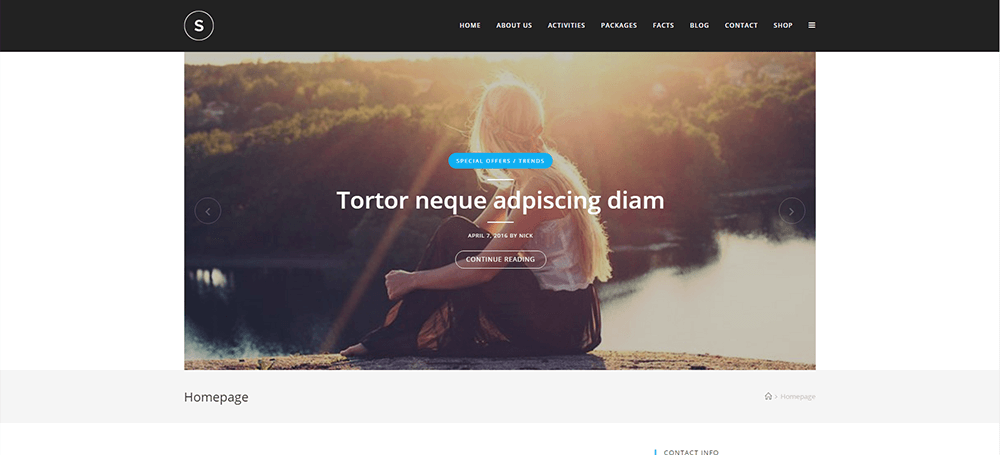 S
HOME ABOUT US ACTIVITIES PACKAGES FACTS BLOG CONTACT SHOP
SPECIAL OFFERS / TRENDS
Tortor neque adpiscing diam
APRIL 7, 2016 BY NICK
CONTINUE READING
Homepage
> Homepage
CONTACT INFO